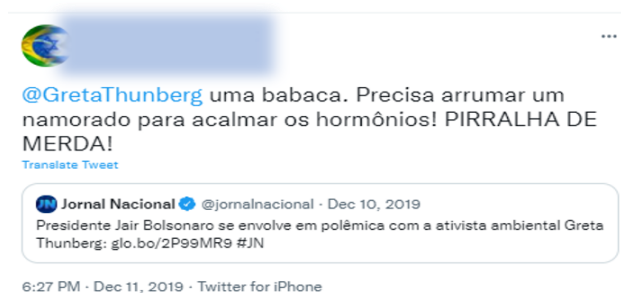 @GretaThunberg uma babaca. Precisa arrumar um
namorado para acalmar os hormônios! PIRRALHA DE
MERDA!
Translate Tweet
JN Jornal Nacional @jornalnacional · Dec 10, 2019
Presidente Jair Bolsonaro se envolve em polêmica com a ativista ambiental Greta
Thunberg: glo.bo/2P99MR9 #JN
6:27 PM · Dec 11, 2019 · Twitter for iPhone